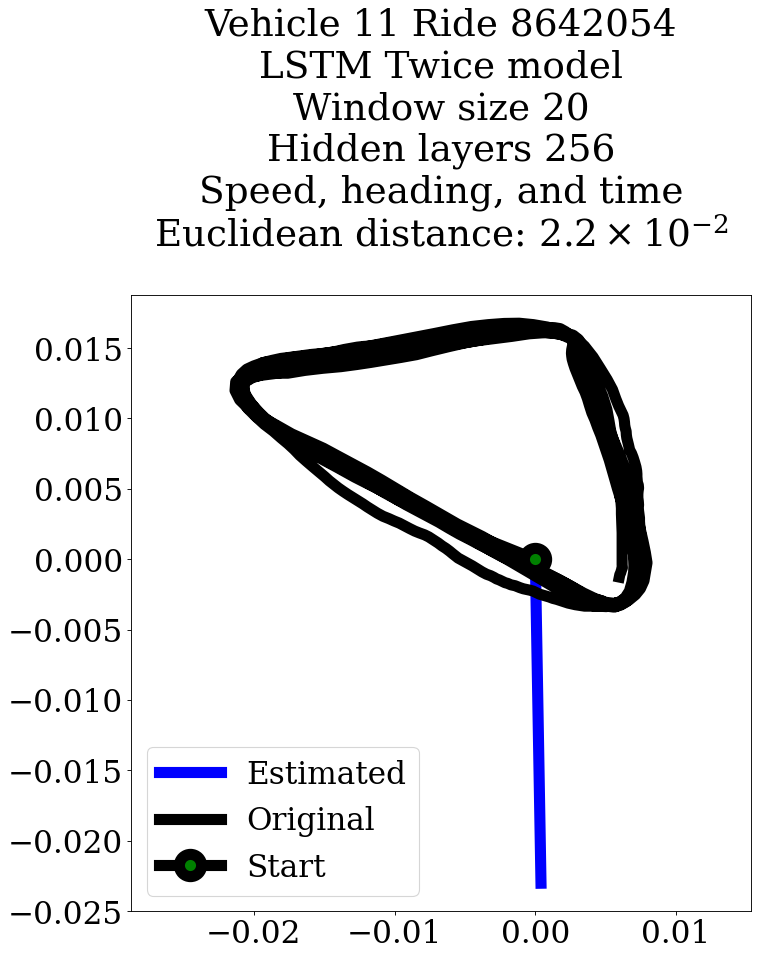 Vehicle 11 Ride 8642054
LSTM Twice model
Window size 20
Hidden layers 256
Speed, heading, and time
Euclidean distance: 2.2 × 10⁻²
0.015
0.010
0.005
0.000
−0.005
−0.010
−0.015
−0.020
−0.025
Estimated
Original
Start
−0.02 −0.01 0.00 0.01